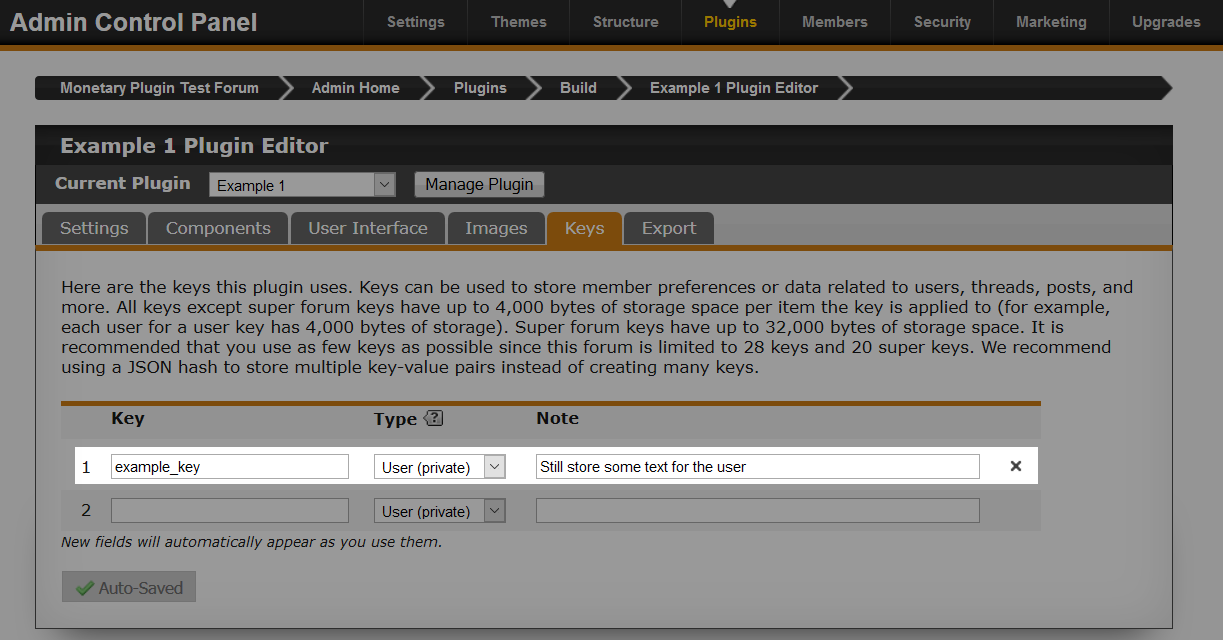 Admin Control Panel Settings Themes Structure Plugins Members Security Marketing Upgrades
Monetary Plugin Test Forum Admin Home Plugins Build Example 1 Plugin Editor
Example 1 Plugin Editor
Current Plugin Example 1 Manage Plugin
Settings Components User Interface Images Keys Export
Here are the keys this plugin uses. Keys can be used to store member preferences or data related to users, threads, posts, and
more. All keys except super forum keys have up to 4,000 bytes of storage space per item the key is applied to (for example,
each user for a user key has 4,000 bytes of storage). Super forum keys have up to 32,000 bytes of storage space. It is
recommended that you use as few keys as possible since this forum is limited to 28 keys and 20 super keys. We recommend
using a JSON hash to store multiple key-value pairs instead of creating many keys.
Key Type ? Note
1 example_key User (private) Still store some text for the user
2 User (private)
New fields will automatically appear as you use them.
Auto-Saved